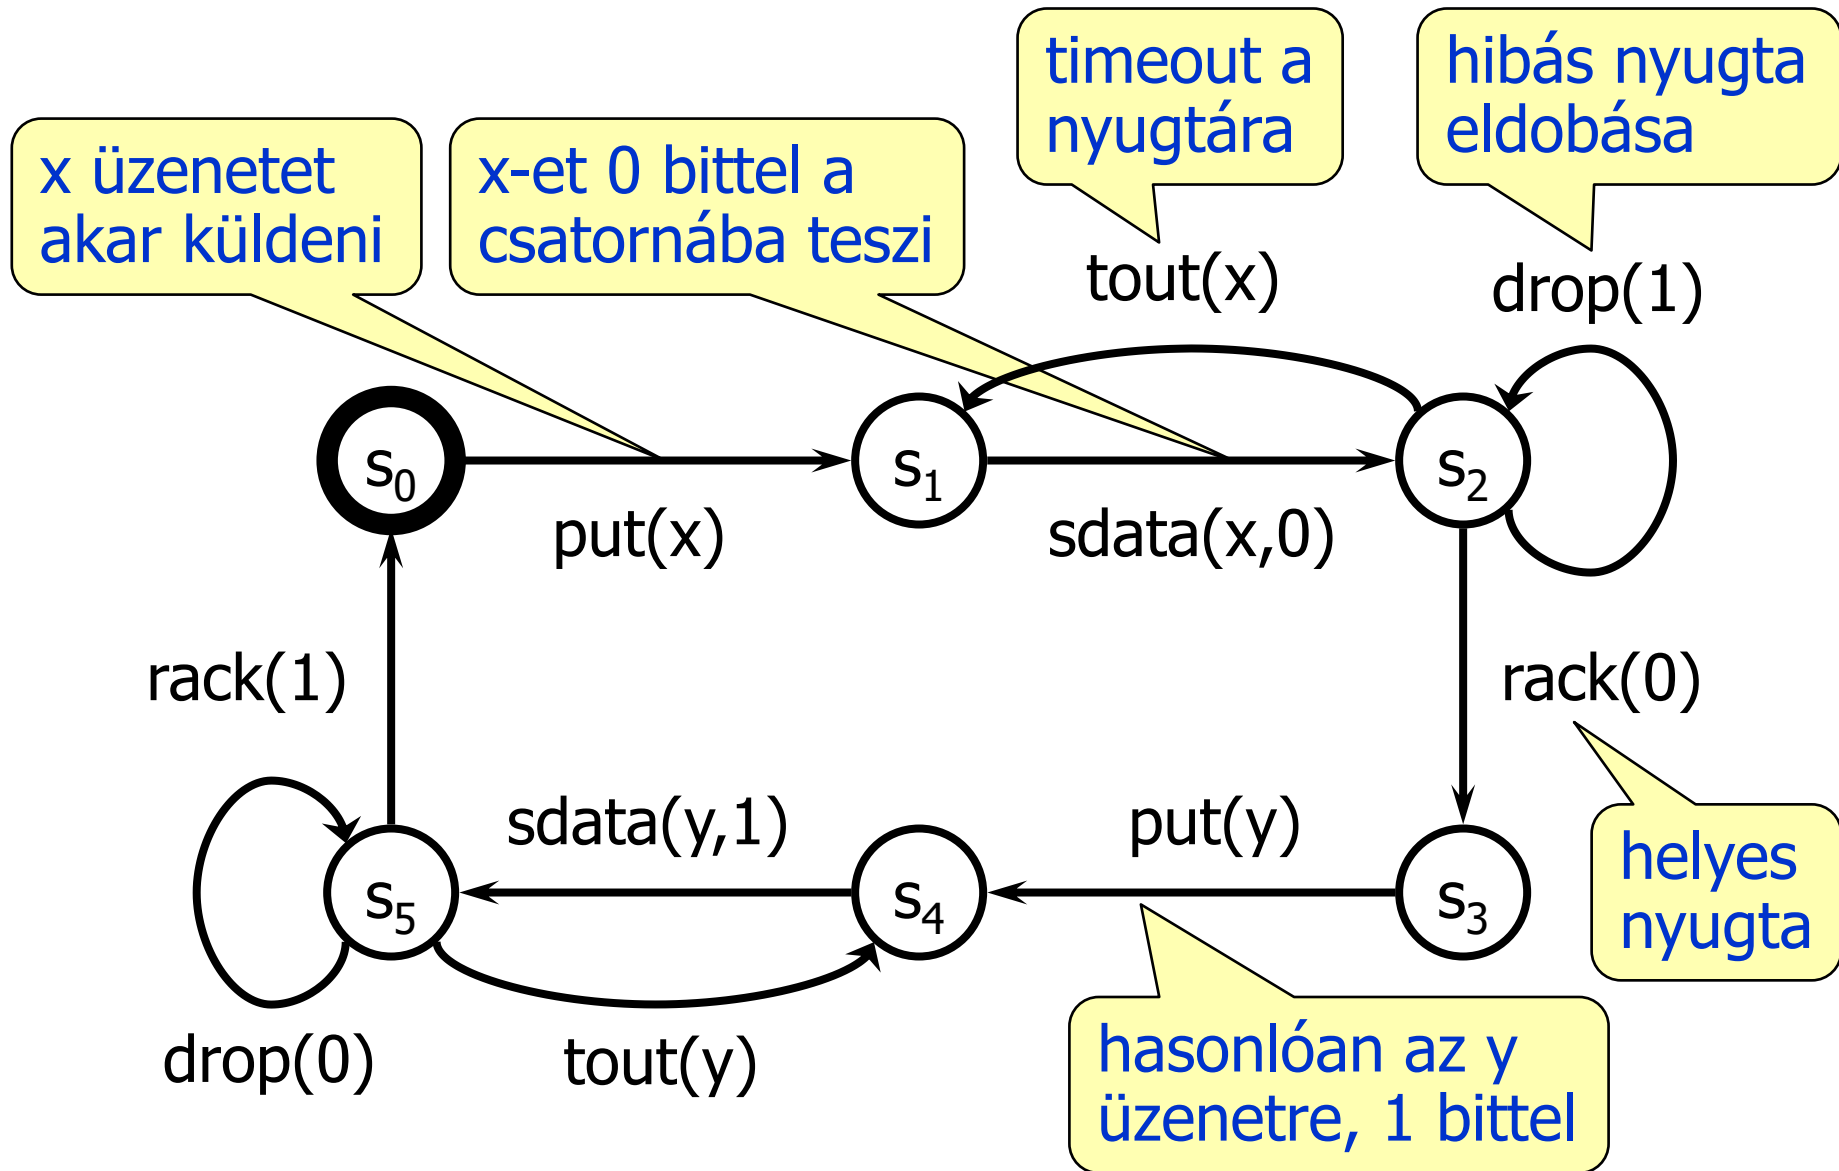 timeout a
nyugtára
hibás nyugta
eldobása
x üzenetet
akar küldeni
x-et 0 bittel a
csatornába teszi
tout(x)
drop(1)
s0
s1
s2
put(x)
sdata(x,0)
rack(1)
rack(0)
sdata(y,1)
put(y)
helyes
nyugta
s5
s4
s3
drop(0)
tout(y)
hasonlóan az y
üzenetre, 1 bittel